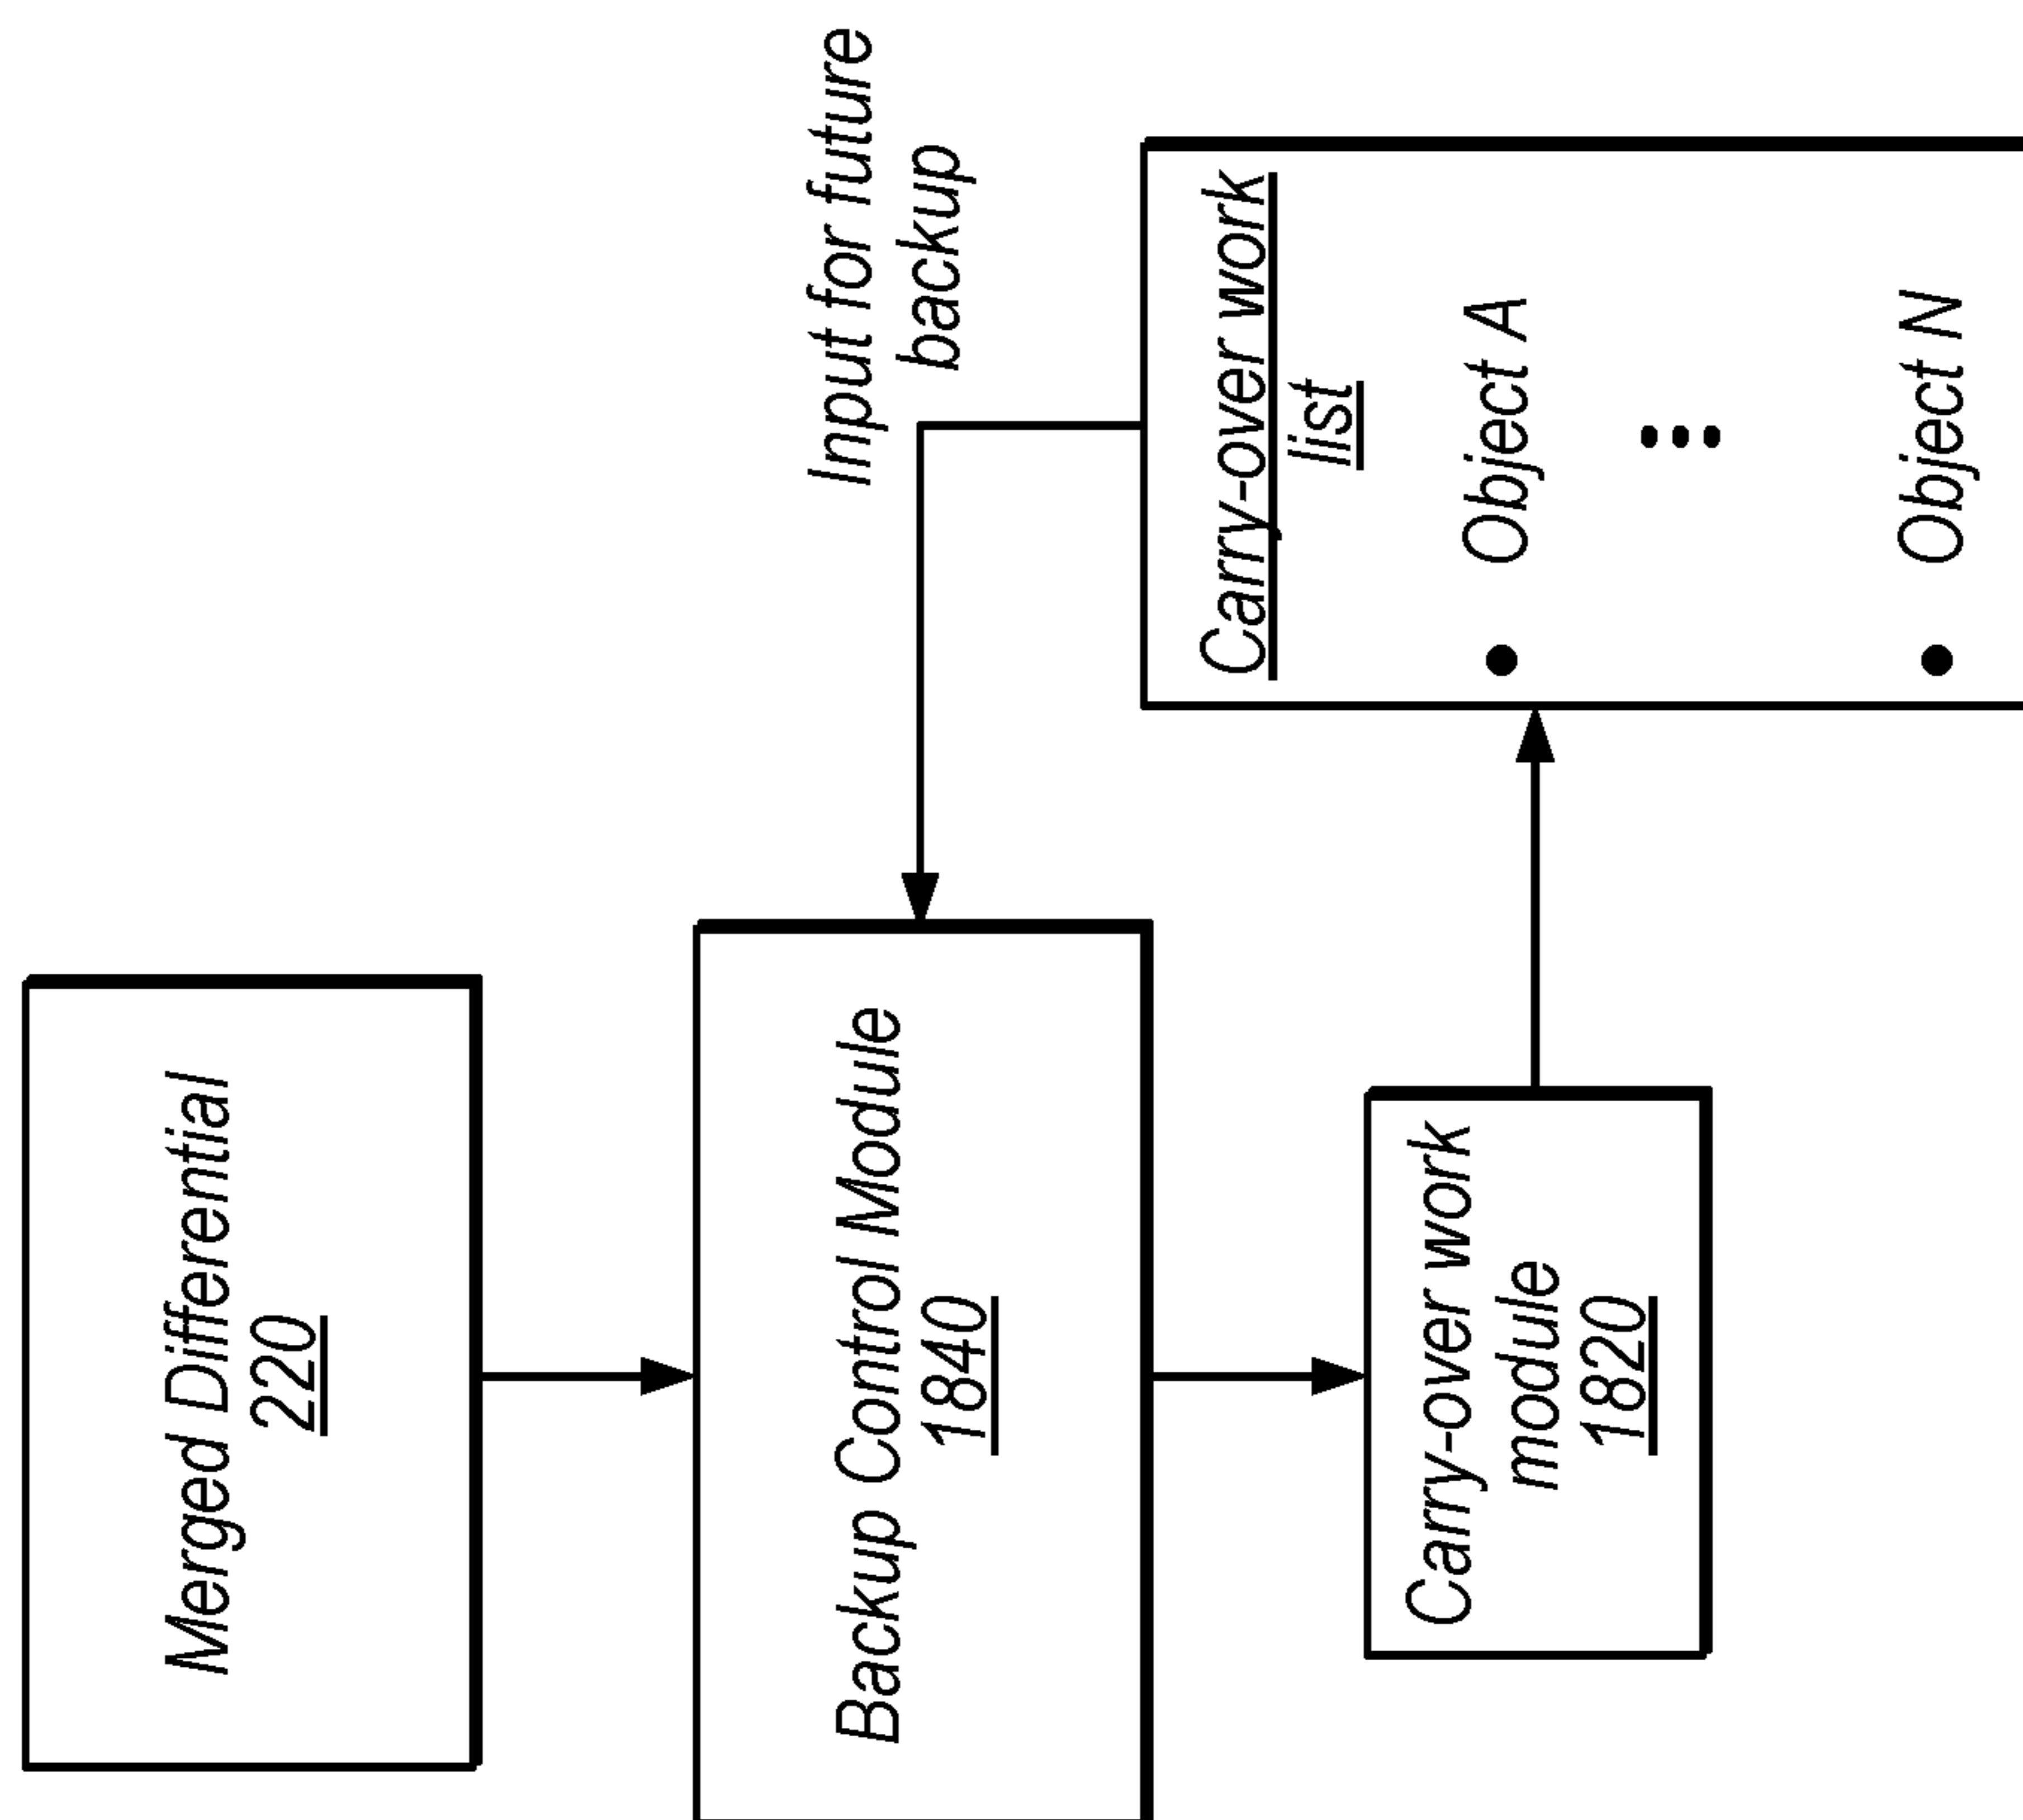 Merged Differential
220
Backup Control Module
1840
Input for future
backup
Carry-over work
module
1820
Carry-over work
list
• Object A
•••
• Object N